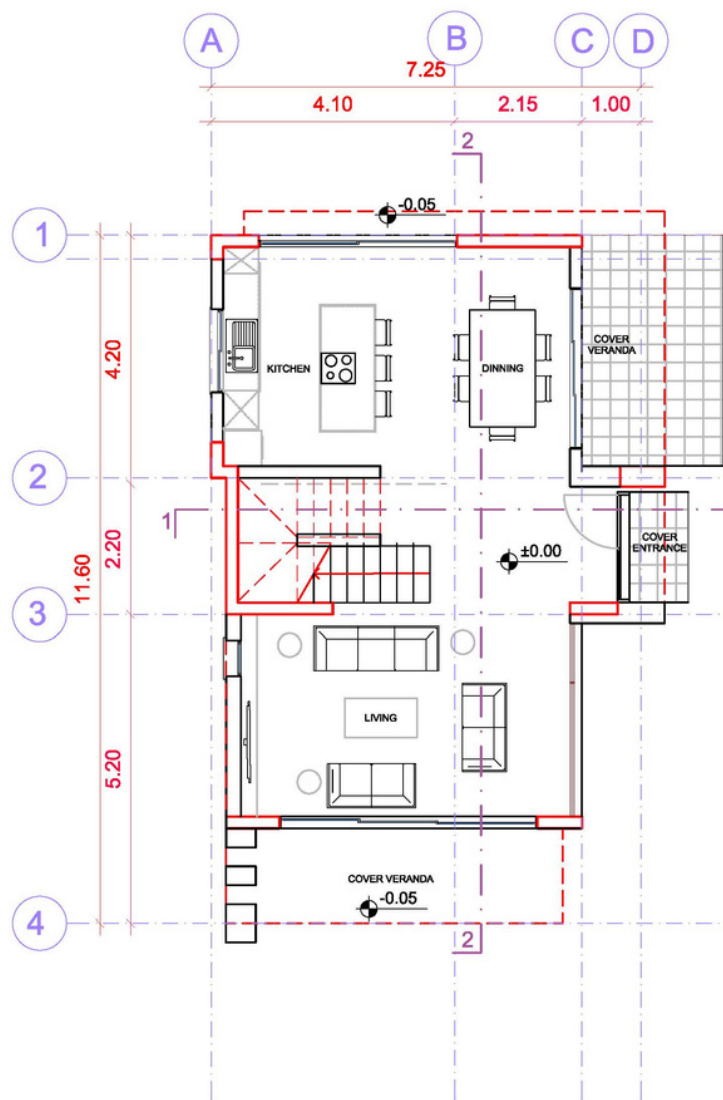 A
B
C
D
7.25
4.10
2.15
1.00
2
-0.05
1
4.20
KITCHEN
DINNING
COVER
VERANDA
2
1
2.20
COVER
ENTRANCE
±0.00
11.60
3
LIVING
5.20
COVER VERANDA
-0.05
4
2